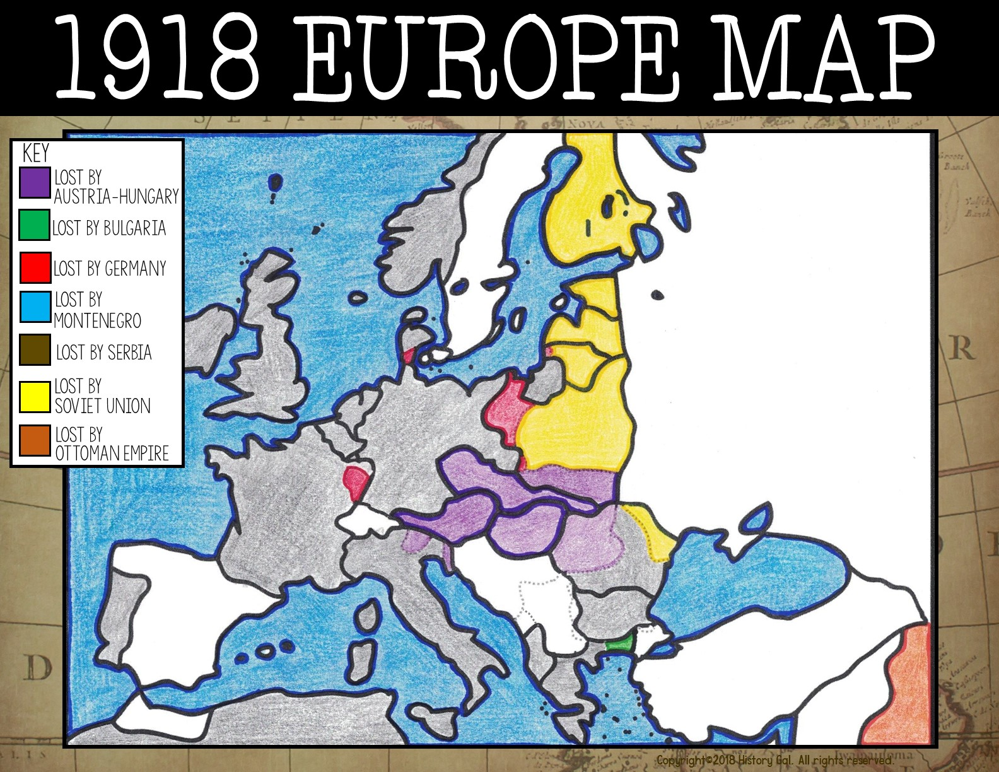 1918 EUROPE MAP
KEY
LOST BY
AUSTRIA-HUNGARY
LOST BY BULGARIA
LOST BY GERMANY
LOST BY
MONTENEGRO
LOST BY SERBIA
LOST BY
SOVIET UNION
LOST BY
OTTOMAN EMPIRE
NOVA
R
D
Copyright©2018 History Gal. All rights reserved.